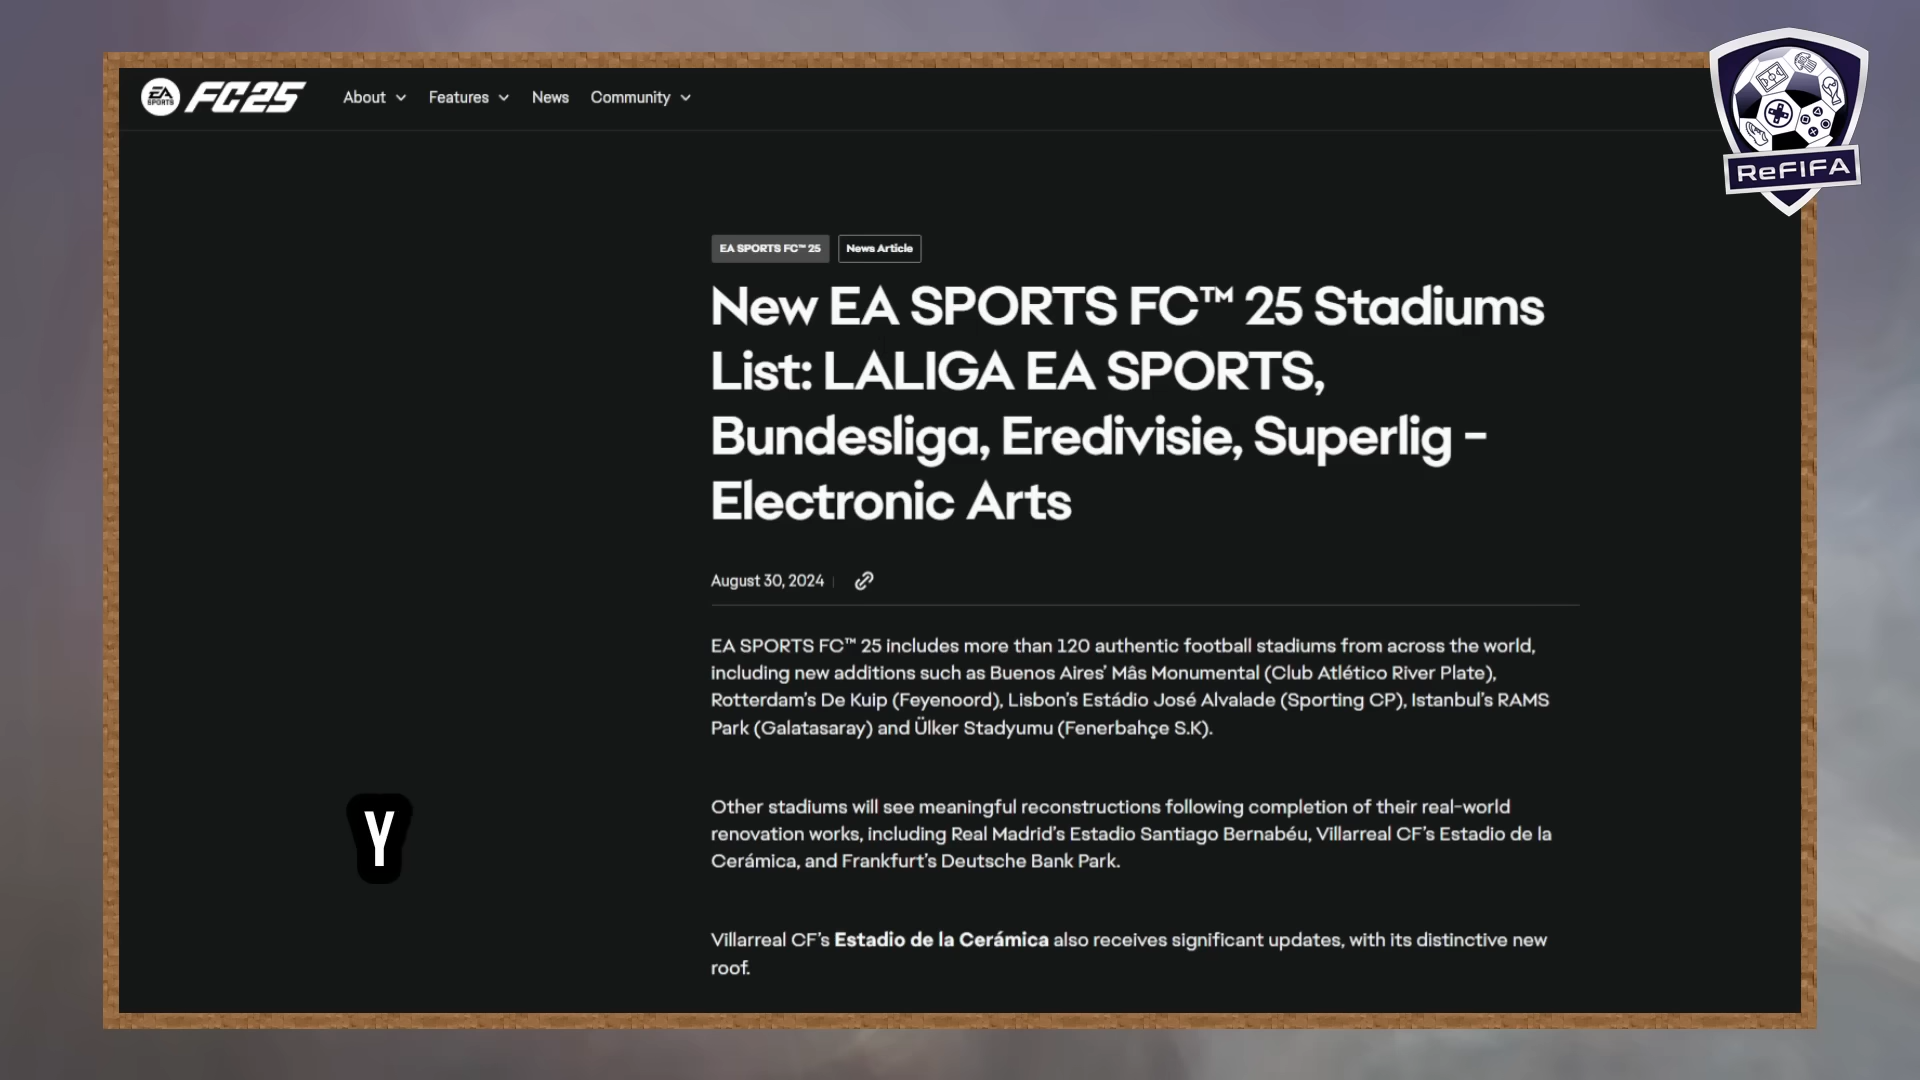 EA SPORTS FC25 About Features News Community
ReFIFA
EA SPORTS FC™ 25 News Article
New EA SPORTS FC™ 25 Stadiums
List: LALIGA EA SPORTS,
Bundesliga, Eredivisie, Superlig –
Electronic Arts
August 30, 2024
EA SPORTS FC™ 25 includes more than 120 authentic football stadiums from across the world,
including new additions such as Buenos Aires’ Mâs Monumental (Club Atlético River Plate),
Rotterdam’s De Kuip (Feyenoord), Lisbon’s Estádio José Alvalade (Sporting CP), Istanbul’s RAMS
Park (Galatasaray) and Ülker Stadyumu (Fenerbahçe S.K).
Other stadiums will see meaningful reconstructions following completion of their real-world
renovation works, including Real Madrid’s Estadio Santiago Bernabéu, Villarreal CF’s Estadio de la
Cerámica, and Frankfurt’s Deutsche Bank Park.
Y
Villarreal CF’s Estadio de la Cerámica also receives significant updates, with its distinctive new
roof.